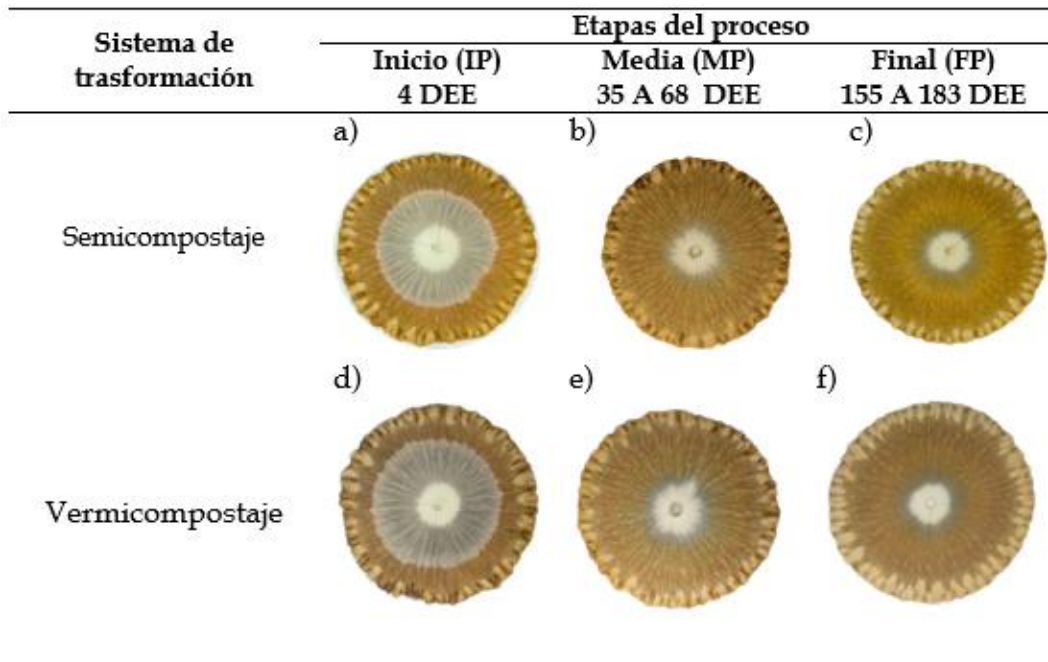 Sistema de
trasformación
Etapas del proceso
Inicio (IP)
4 DEE
Media (MP)
35 A 68 DEE
Final (FP)
155 A 183 DEE
a)
b)
c)
Semicompostaje
d)
e)
f)
Vermicompostaje